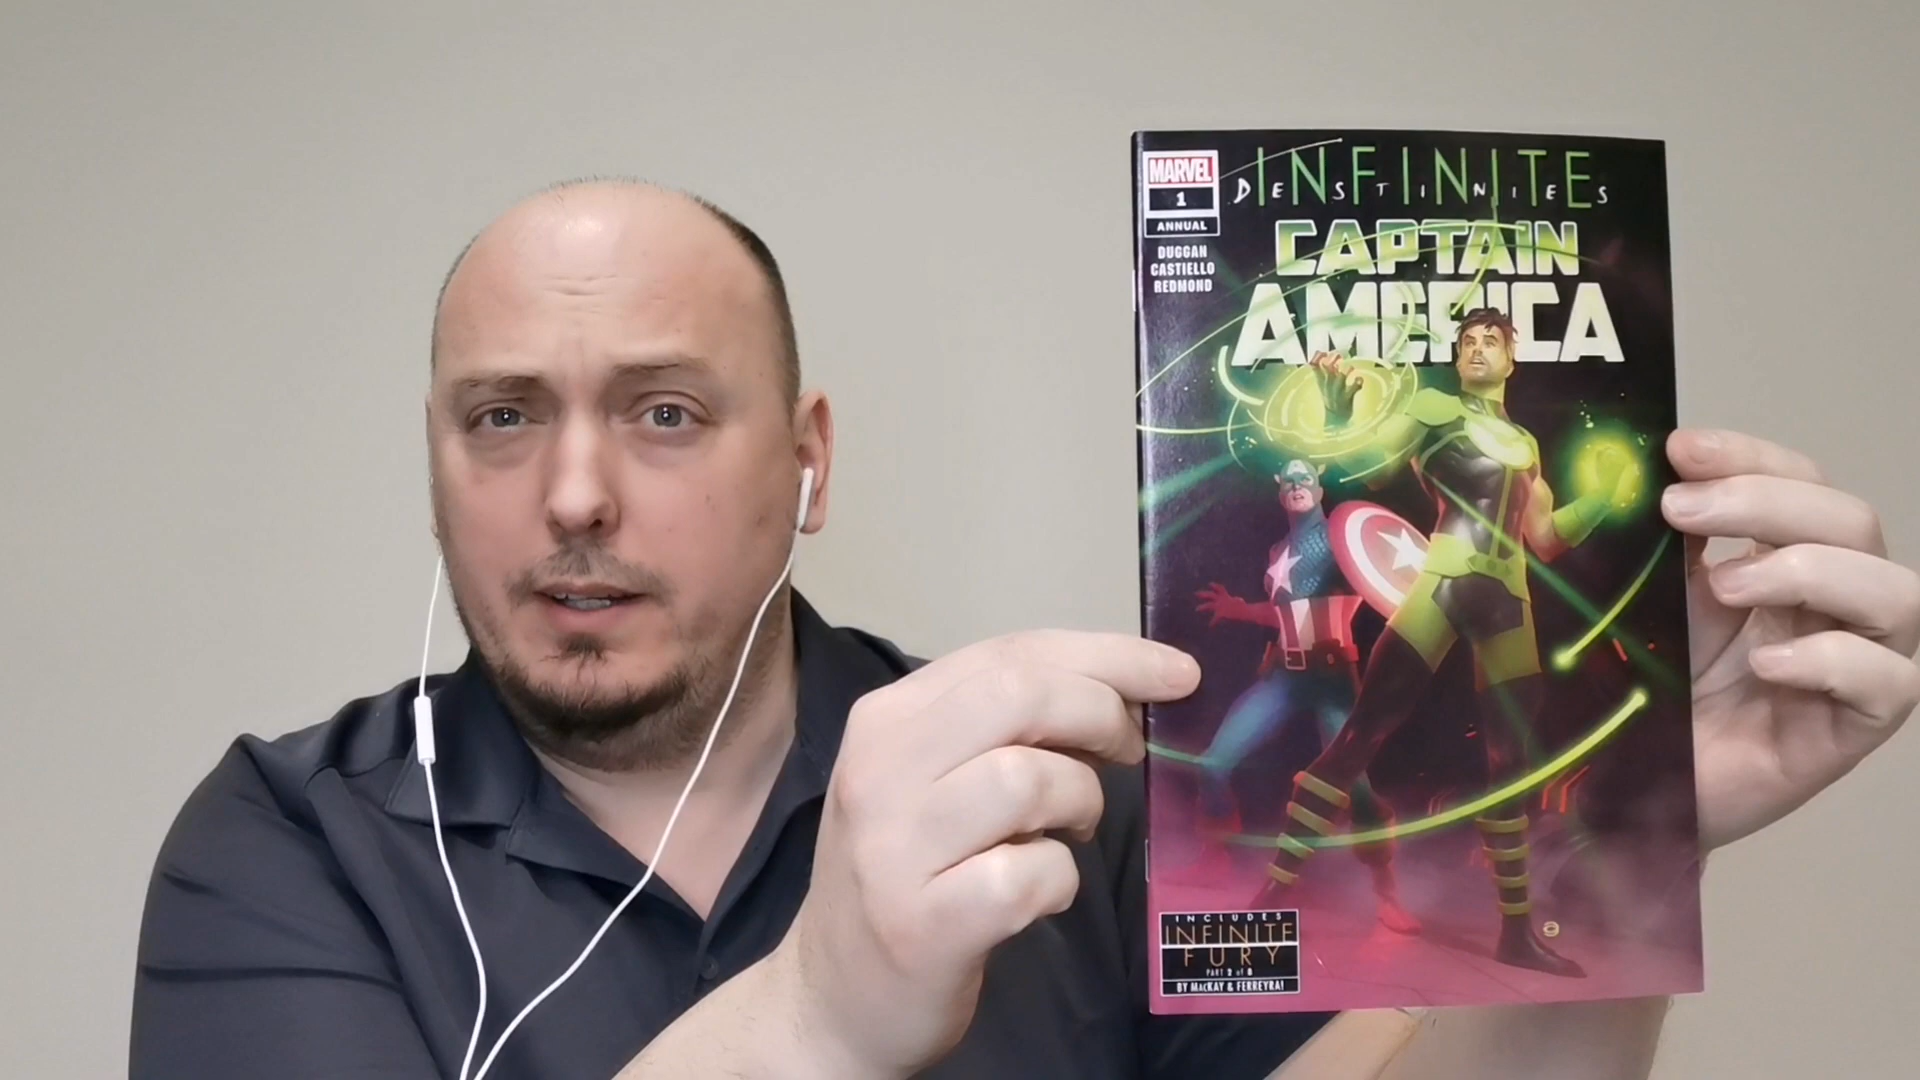 MARVEL
1
ANNUAL
DUGGAN
CASTIELLO
REDMOND
INFINITE
DESTINIES
CAPTAIN
AMERICA
INCLUDES
INFINITE
FURY
PART 2 of 8
BY MacKAY & FERREYRA!